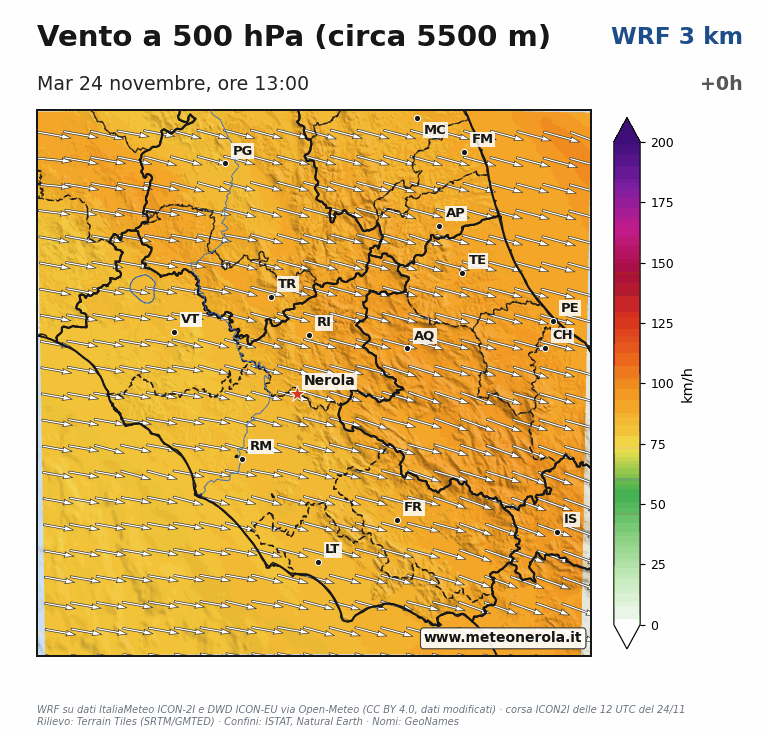 Vento a 500 hPa (circa 5500 m)
WRF 3 km
Mar 24 novembre, ore 13:00
+0h
MC
FM
PG
AP
TE
TR
PE
VT
RI
AQ
CH
Nerola
RM
FR
IS
LT
www.meteonerola.it
200
175
150
125
100
75
50
25
0
km/h
WRF su dati ItaliaMeteo ICON-2I e DWD ICON-EU via Open-Meteo (CC BY 4.0, dati modificati) · corsa ICON2I delle 12 UTC del 24/11
Rilievo: Terrain Tiles (SRTM/GMTED) · Confini: ISTAT, Natural Earth · Nomi: GeoNames